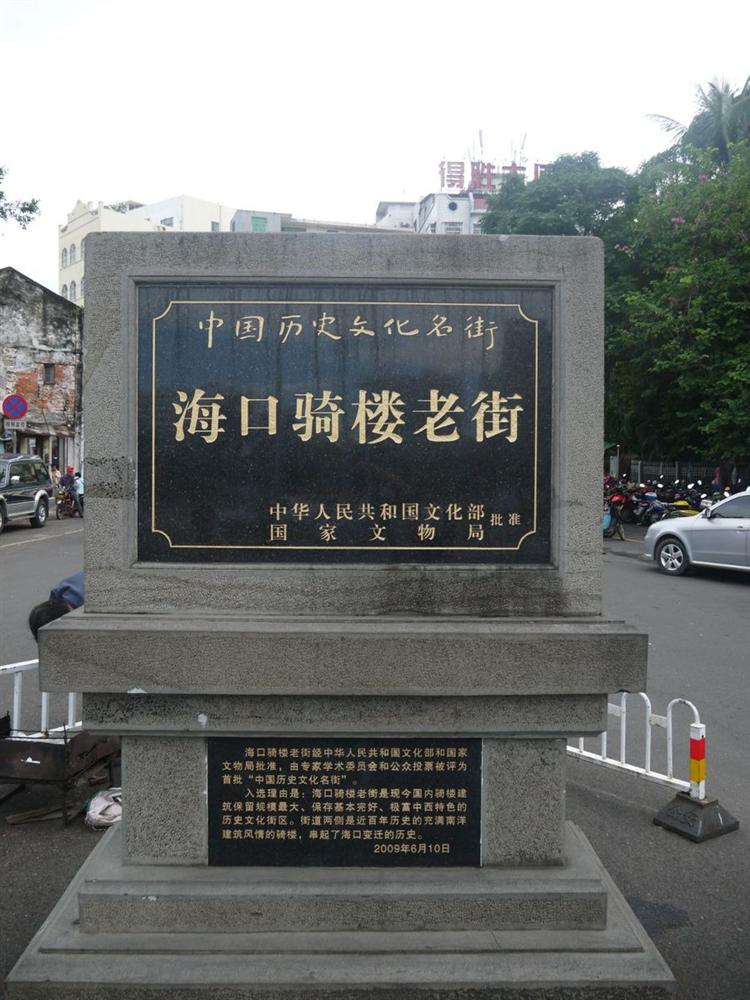 得胜大厦
中国历史文化名街
海口骑楼老街
中华人民共和国文化部
国家文物局
批准
海口骑楼老街经中华人民共和国文化部和国家
文物局批准，由专家学术委员会和公众投票被评为
首批“中国历史文化名街”。
入选理由是：海口骑楼老街是现今国内骑楼建
筑保留规模最大、保存基本完好、极富中西特色的
历史文化街区。街道两侧是近百年历史的充满南洋
建筑风情的骑楼，串起了海口变迁的历史。
2009年6月10日